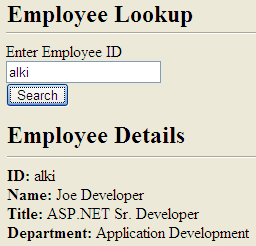 Employee Lookup
Enter Employee ID
alki
Search
Employee Details
ID: alki
Name: Joe Developer
Title: ASP.NET Sr. Developer
Department: Application Development